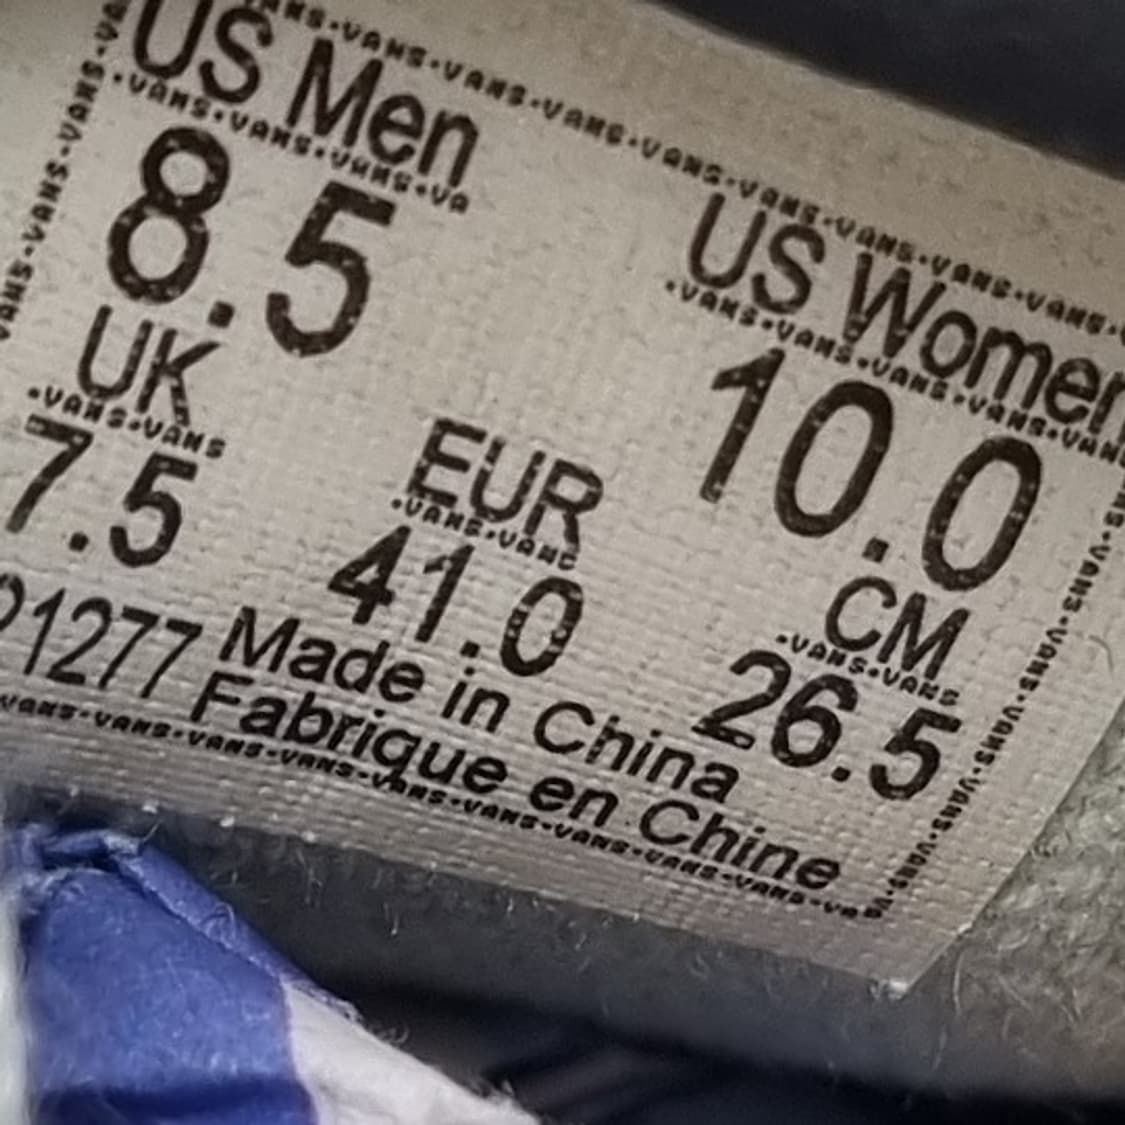 US Men
US Women
8.5
10.0
UK
EUR
CM
7.5
41.0
26.5
1277
Made in China
Fabrique en Chine